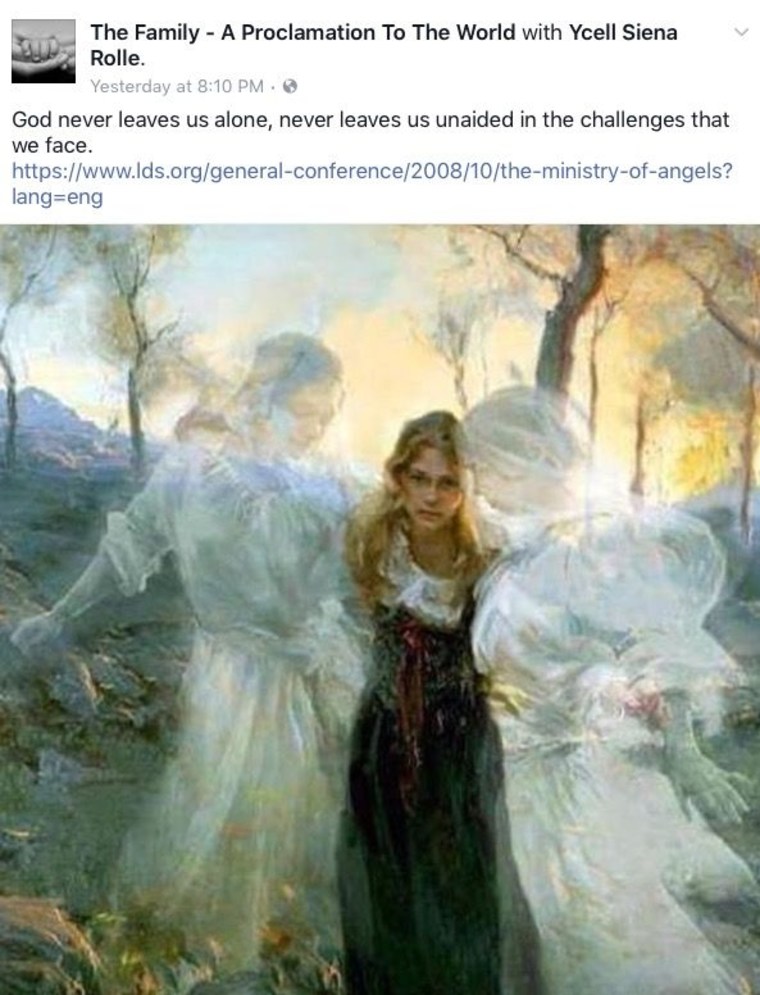 The Family - A Proclamation To The World with Ycell Siena
Rolle.
Yesterday at 8:10 PM ·
God never leaves us alone, never leaves us unaided in the challenges that
we face.
https://www.lds.org/general-conference/2008/10/the-ministry-of-angels?
lang=eng